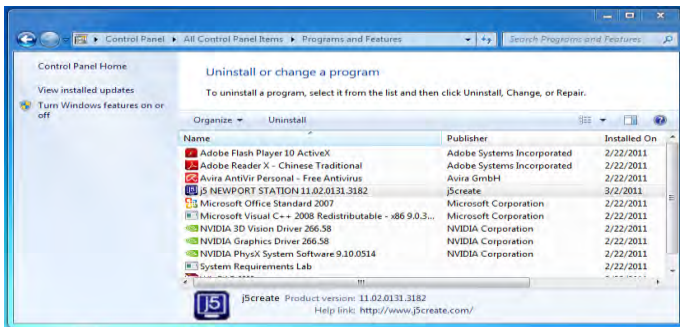 Control Panel ▸ All Control Panel Items ▸ Programs and Features
Search Programs and Features
Control Panel Home
View installed updates
Turn Windows features on or
off
Uninstall or change a program
To uninstall a program, select it from the list and then click Uninstall, Change, or Repair.
Organize Uninstall
Name Publisher Installed On
Adobe Flash Player 10 ActiveX Adobe Systems Incorporated 2/22/2011
Adobe Reader X - Chinese Traditional Adobe Systems Incorporated 2/22/2011
Avira AntiVir Personal - Free Antivirus Avira GmbH 2/22/2011
j5 NEWPORT STATION 11.02.0131.3182 j5create 3/2/2011
Microsoft Office Standard 2007 Microsoft Corporation 2/22/2011
Microsoft Visual C++ 2008 Redistributable - x86 9.0.3... Microsoft Corporation 2/22/2011
NVIDIA 3D Vision Driver 266.58 NVIDIA Corporation 2/22/2011
NVIDIA Graphics Driver 266.58 NVIDIA Corporation 2/22/2011
NVIDIA PhysX System Software 9.10.0514 NVIDIA Corporation 2/22/2011
System Requirements Lab 2/22/2011
j5 j5create Product version: 11.02.0131.3182
Help link: http://www.j5create.com/